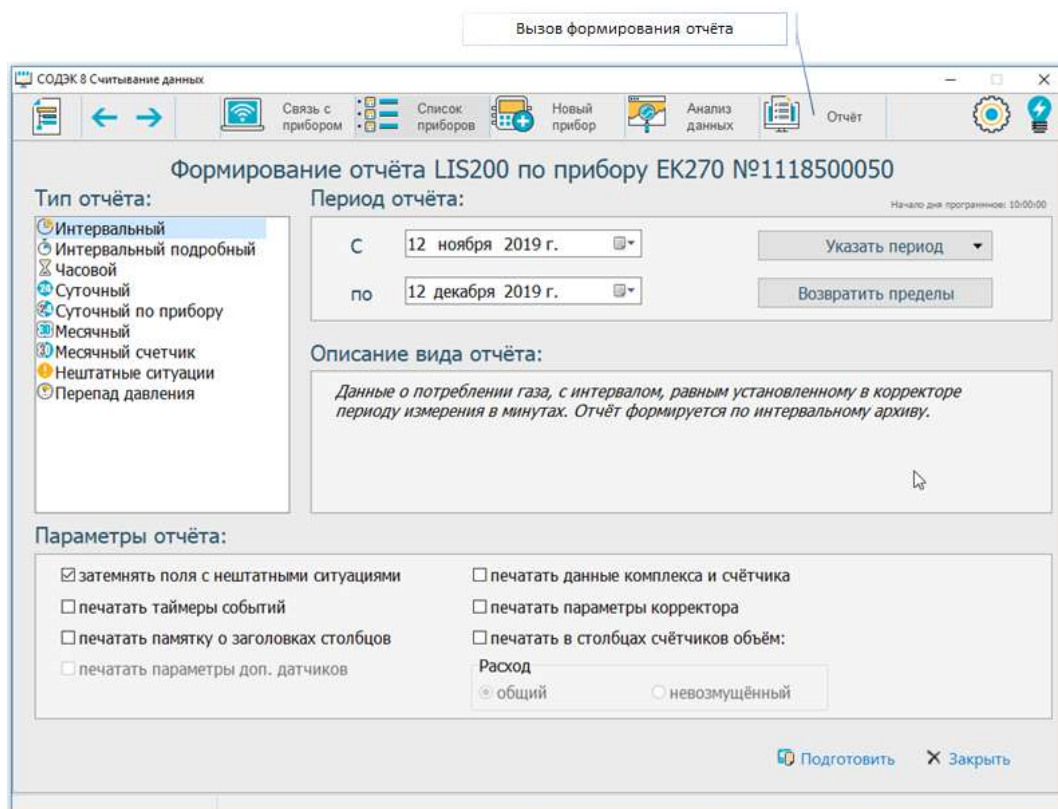 Вызов формирования отчёта
СОДЭК 8 Считывание данных
Связь с прибором
Список приборов
Новый прибор
Анализ данных
Отчёт
Формирование отчёта LIS200 по прибору EK270 №1118500050
Тип отчёта:
Интервальный
Интервальный подробный
Часовой
Суточный
Суточный по прибору
Месячный
Месячный счетчик
Нештатные ситуации
Перепад давления
Период отчёта:
Начало дня программное: 10:00:00
С
12 ноября 2019 г.
Указать период
по
12 декабря 2019 г.
Возвратить пределы
Описание вида отчёта:
Данные о потреблении газа, с интервалом, равным установленному в корректоре
периоду измерения в минутах. Отчёт формируется по интервальному архиву.
Параметры отчёта:
затемнять поля с нештатными ситуациями
печатать таймеры событий
печатать памятку о заголовках столбцов
печатать параметры доп. датчиков
печатать данные комплекса и счётчика
печатать параметры корректора
печатать в столбцах счётчиков объём:
Расход
общий
невозмущённый
Подготовить
Закрыть